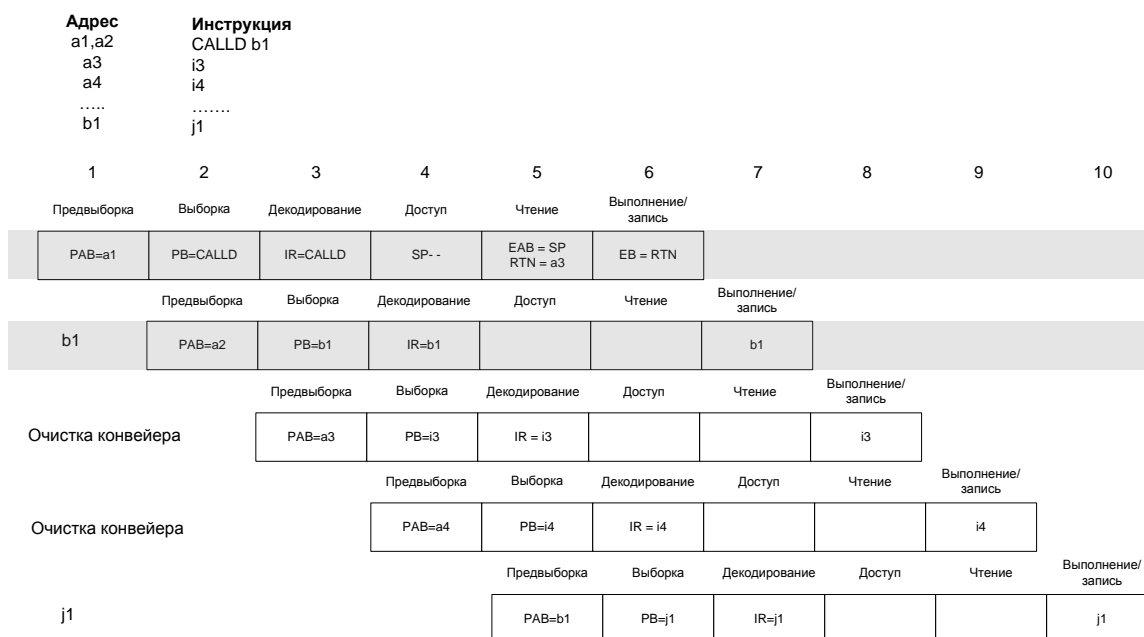 Адрес Инструкция
a1,a2 CALLD b1
a3 i3
a4 i4
….. …….
b1 j1
1 2 3 4 5 6 7 8 9 10
Предвыборка Выборка Декодирование Доступ Чтение Выполнение/
запись
PAB=a1 PB=CALLD IR=CALLD SP- - EAB = SP
RTN = a3 EB = RTN
Предвыборка Выборка Декодирование Доступ Чтение Выполнение/
запись
b1 PAB=a2 PB=b1 IR=b1 b1
Предвыборка Выборка Декодирование Доступ Чтение Выполнение/
запись
Очистка конвейера PAB=a3 PB=i3 IR = i3 i3
Предвыборка Выборка Декодирование Доступ Чтение Выполнение/
запись
Очистка конвейера PAB=a4 PB=i4 IR = i4 i4
Предвыборка Выборка Декодирование Доступ Чтение Выполнение/
запись
j1 PAB=b1 PB=j1 IR=j1 j1